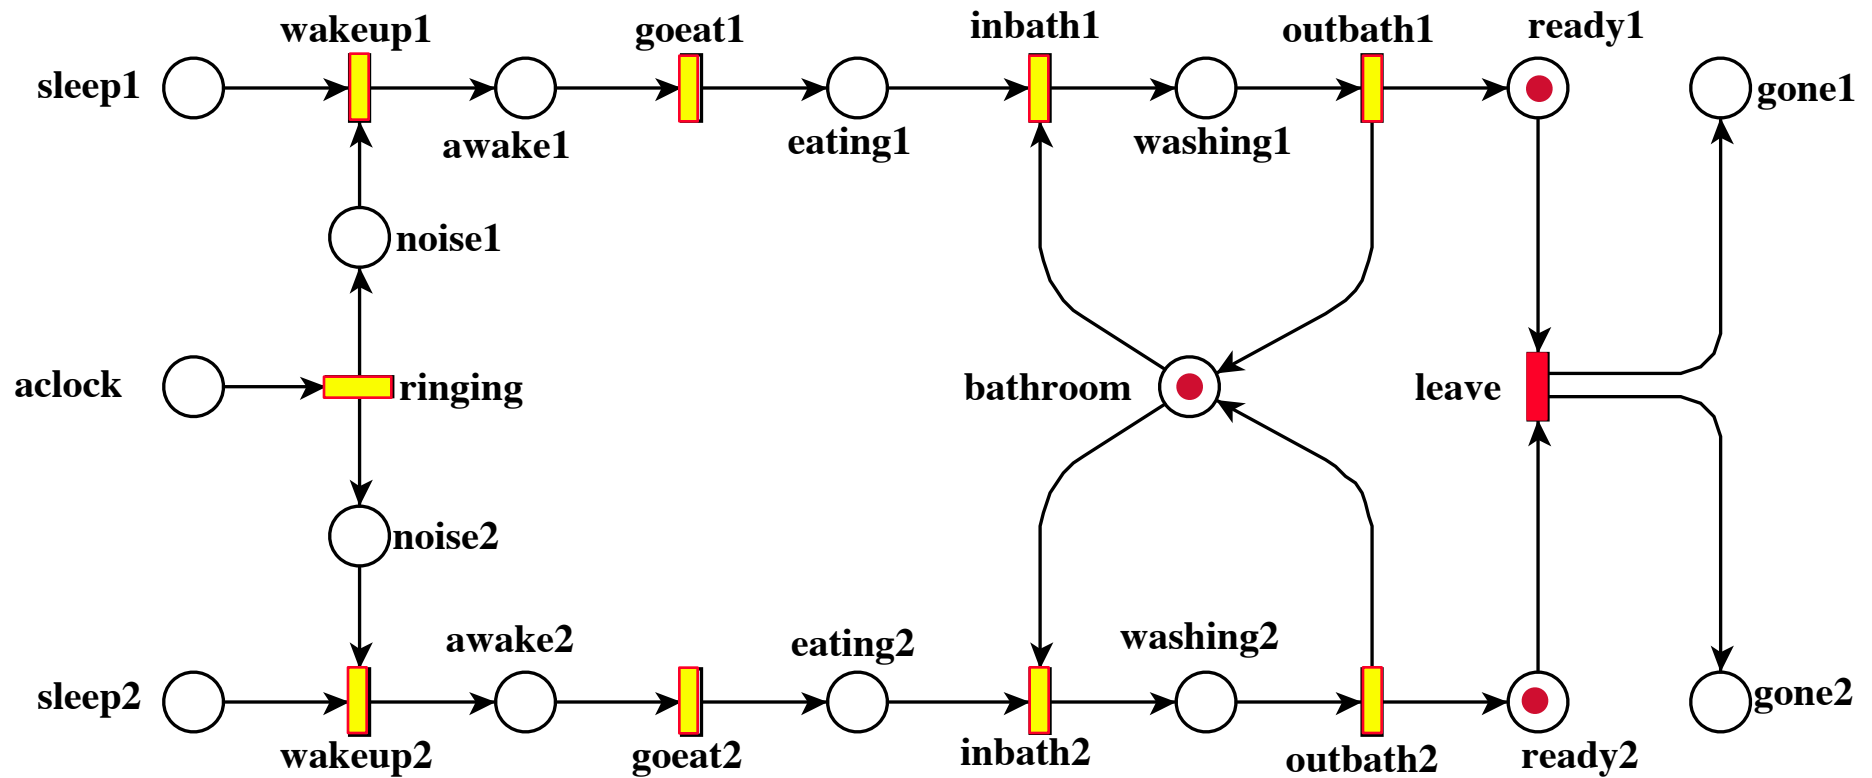 wakeup1
goeat1
inbath1
outbath1
ready1
sleep1
gone1
awake1
eating1
washing1
noise1
aclock
ringing
bathroom
leave
noise2
awake2
eating2
washing2
sleep2
gone2
wakeup2
goeat2
inbath2
outbath2
ready2